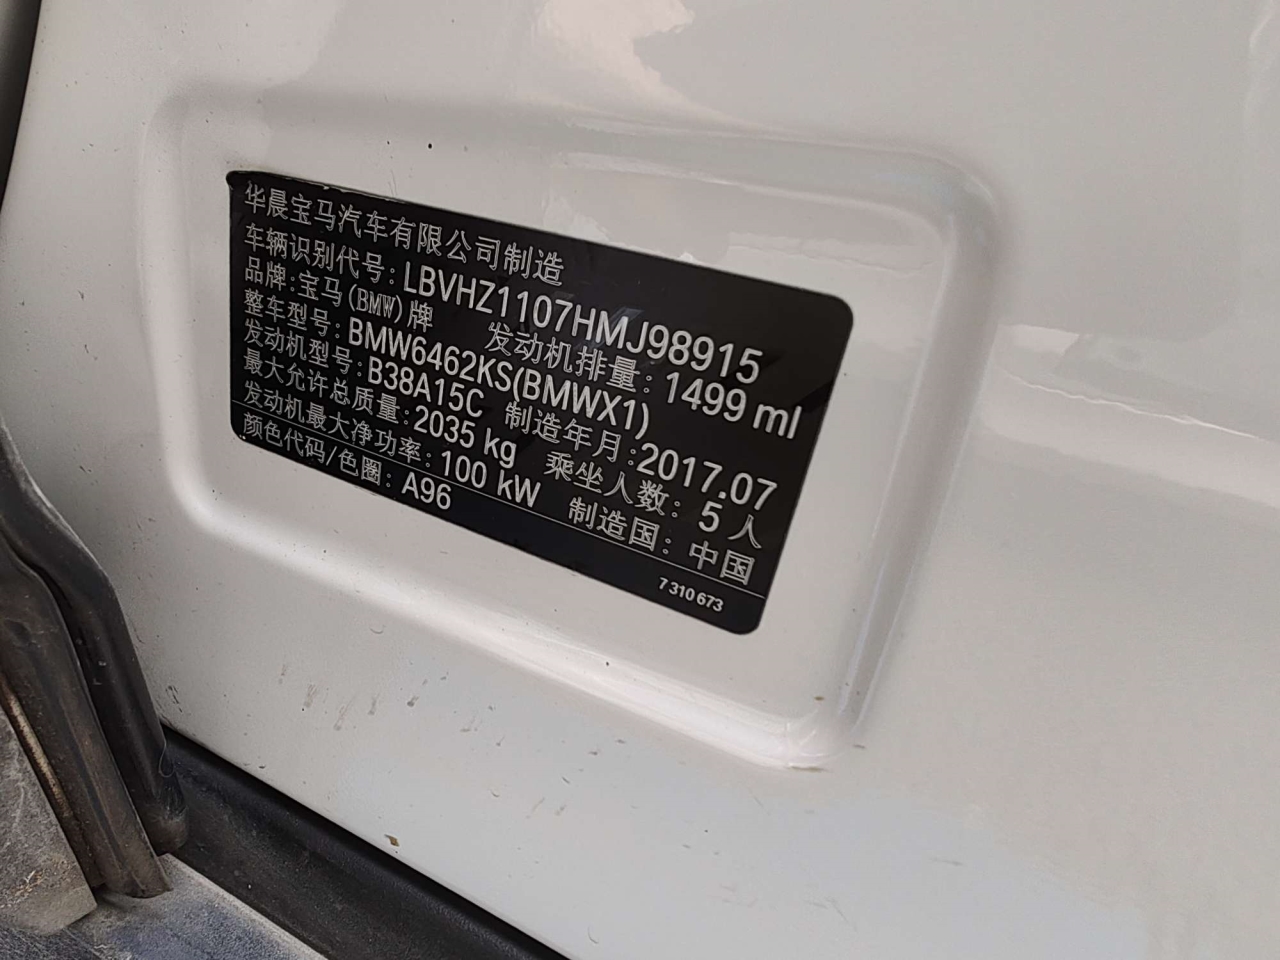 华晨宝马汽车有限公司制造
车辆识别代号: LBVHZ1107HMJ98915
品牌:宝马(BMW)牌 发动机排量: 1499 ml
整车型号: BMW6462KS(BMWX1)
发动机型号: B38A15C 制造年月:2017.07
最大允许总质量: 2035 kg 乘坐人数: 5 人
发动机最大净功率: 100 kW 制造国: 中国
颜色代码/色圈: A96
7 310 673